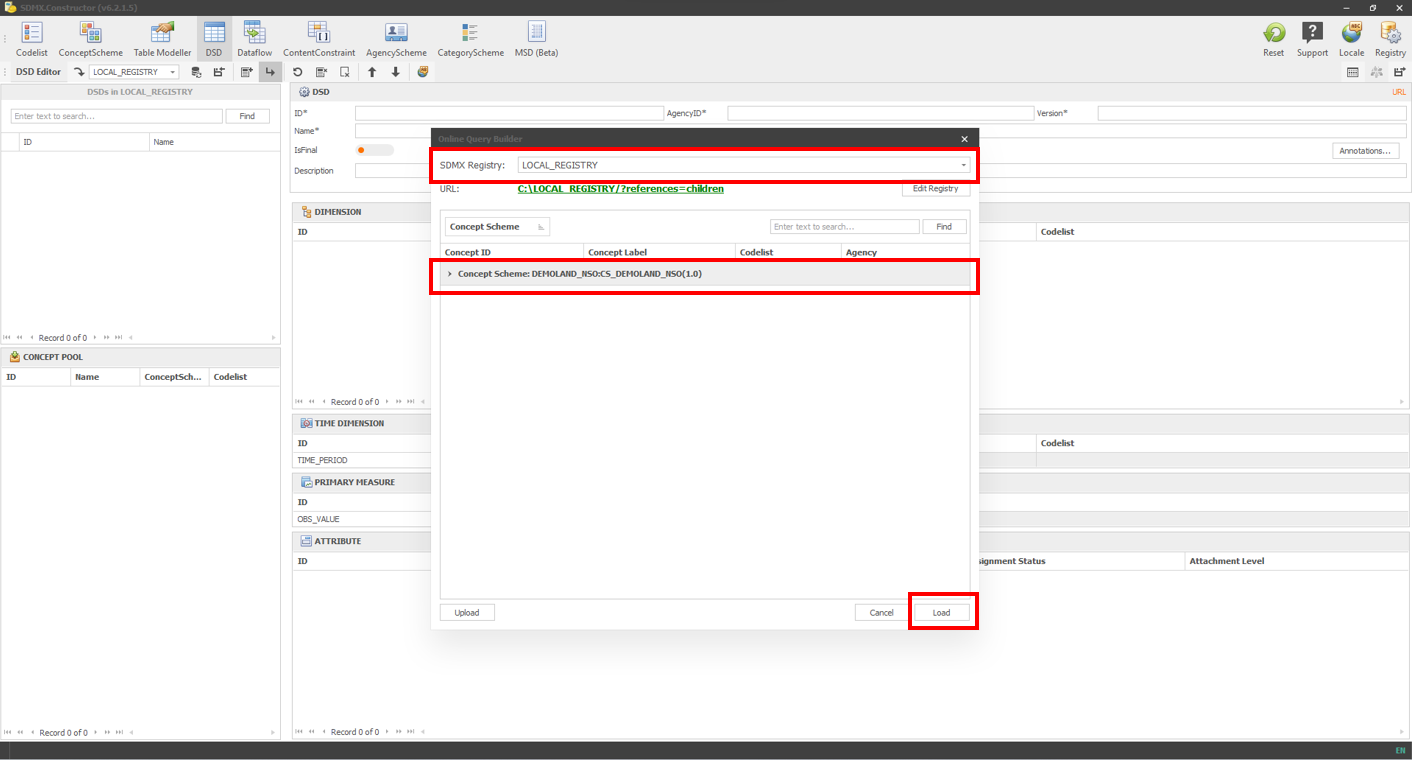 SDMX.Constructor (v6.2.1.5)
Codelist ConceptScheme Table Modeller DSD Dataflow ContentConstraint AgencyScheme CategoryScheme MSD (Beta) Reset Support Locale Registry
DSD Editor LOCAL_REGISTRY
DSDs in LOCAL_REGISTRY
Enter text to search... Find
ID Name
Record 0 of 0
CONCEPT POOL
ID Name ConceptSch... Codelist
Record 0 of 0
DSD URL
ID* AgencyID* Version*
Name*
IsFinal Annotations...
Description
DIMENSION
ID Codelist
Record 0 of 0
TIME DIMENSION
ID Codelist
TIME_PERIOD
PRIMARY MEASURE
ID
OBS_VALUE
ATTRIBUTE
ID signment Status Attachment Level
Record 0 of 0
Online Query Builder
SDMX Registry: LOCAL_REGISTRY
URL: C:\LOCAL_REGISTRY/?references=children Edit Registry
Concept Scheme Enter text to search... Find
Concept ID Concept Label Codelist Agency
Concept Scheme: DEMOLAND_NSO:CS_DEMOLAND_NSO(1.0)
Upload Cancel Load
EN